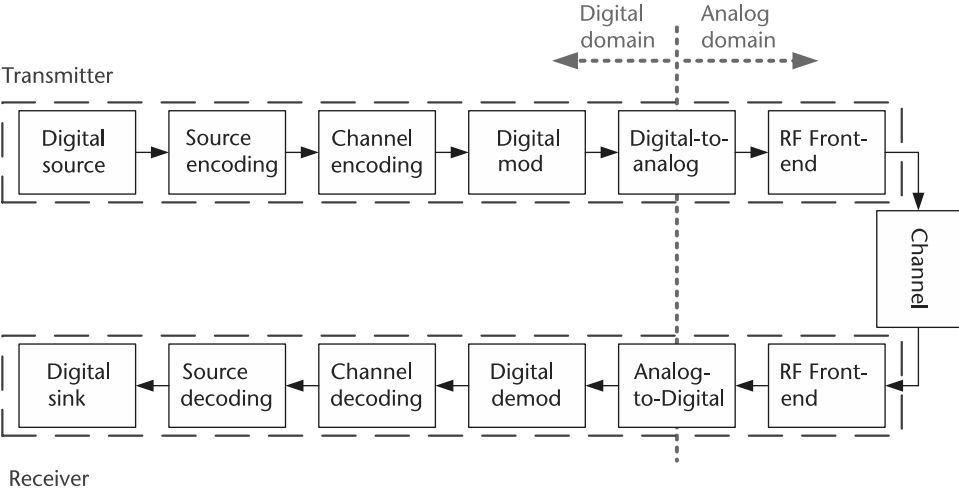 Digital
domain
Analog
domain
Transmitter
Digital
source
Source
encoding
Channel
encoding
Digital
mod
Digital-to-
analog
RF Front-
end
Channel
Digital
sink
Source
decoding
Channel
decoding
Digital
demod
Analog-
to-Digital
RF Front-
end
Receiver